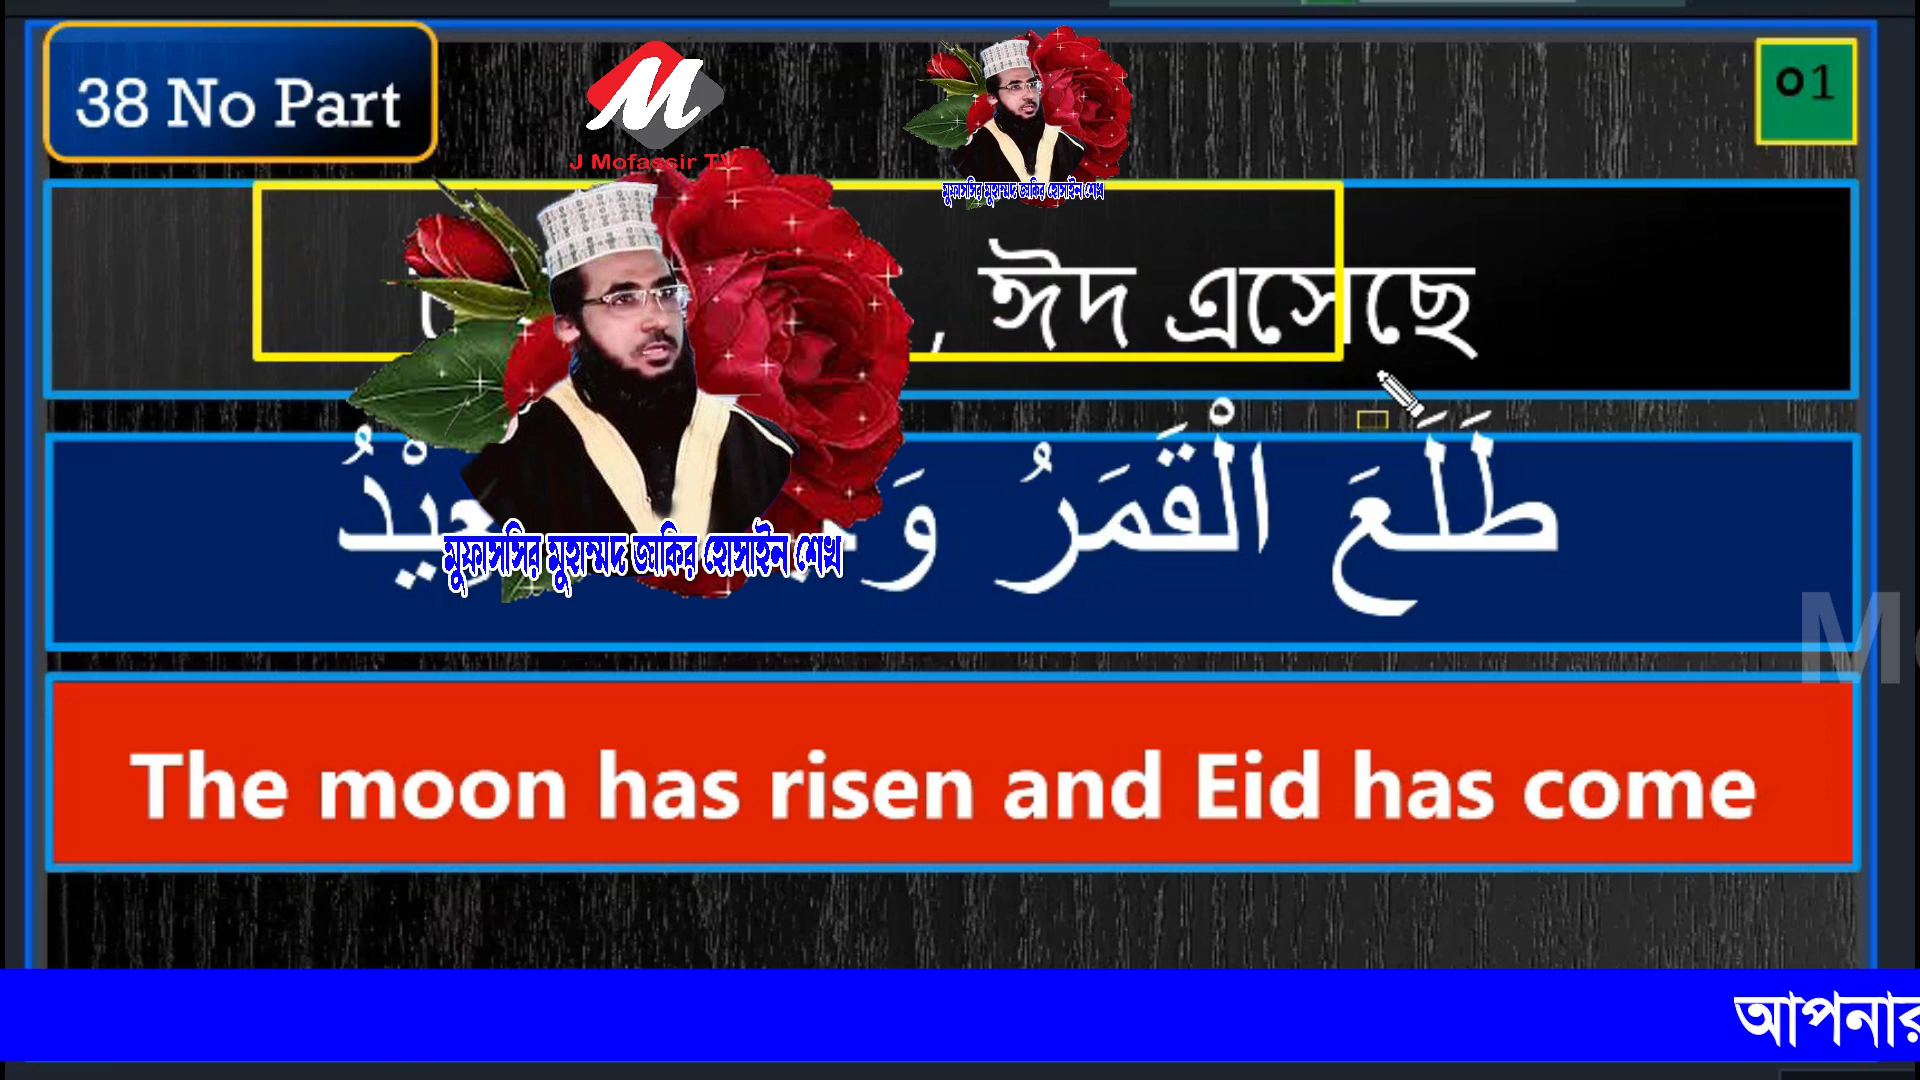 38 No Part
J Mofassir TV
মুফাসসির মুহাম্মদ জাকির হোসাইন শেখ
01
, ঈদ এসেছে
طَلَعَ الْقَمَرُ وَ
মুফাসসির মুহাম্মদ জাকির হোসাইন শেখ
The moon has risen and Eid has come